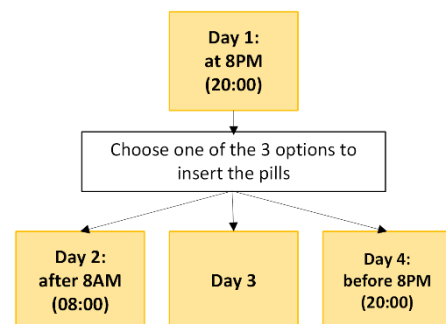 Day 1:
at 8PM
(20:00)
Choose one of the 3 options to
insert the pills
Day 2:
after 8AM
(08:00)
Day 3
Day 4:
before 8PM
(20:00)